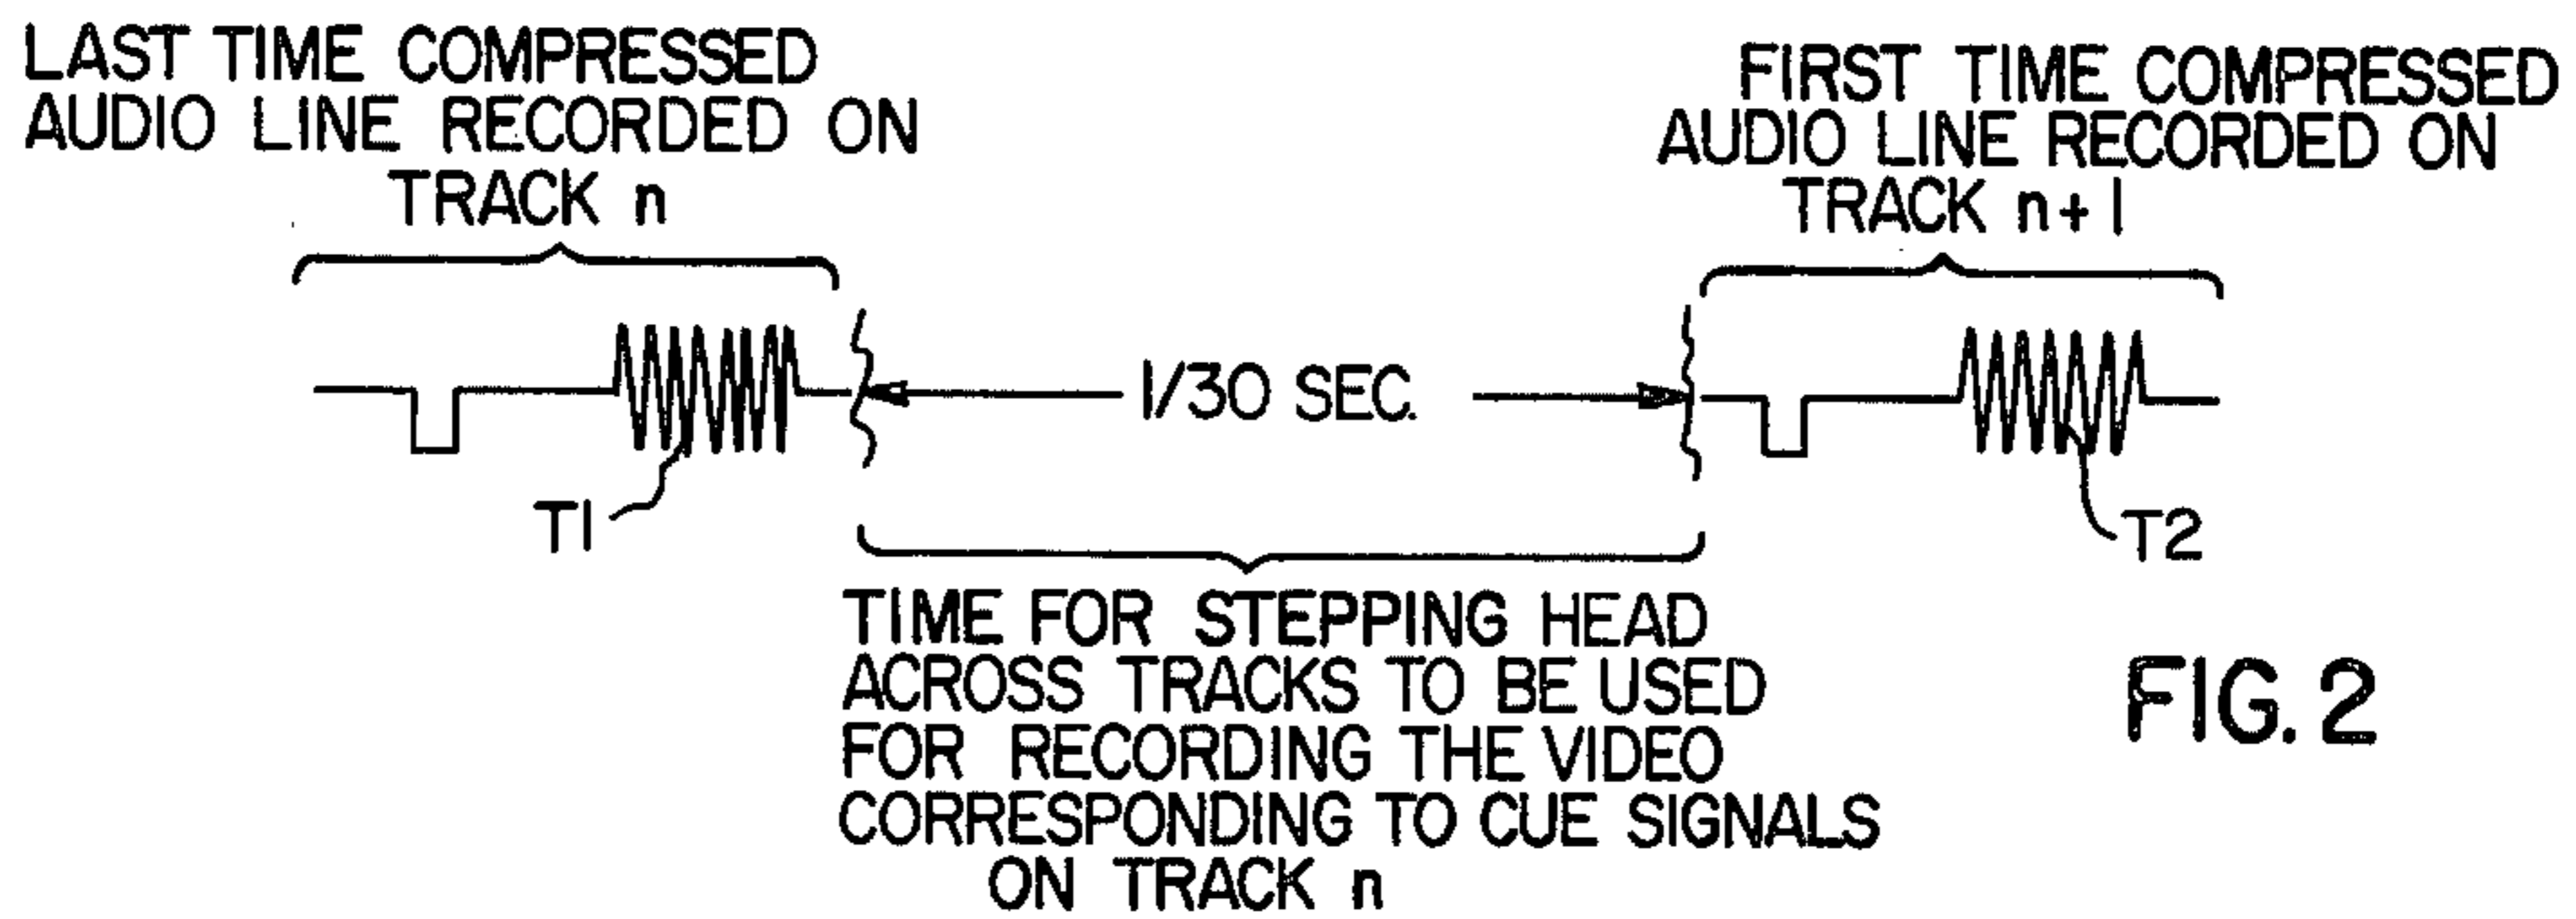 LAST TIME COMPRESSED
AUDIO LINE RECORDED ON
TRACK n
FIRST TIME COMPRESSED
AUDIO LINE RECORDED ON
TRACK n+1
1/30 SEC.
T1
T2
TIME FOR STEPPING HEAD
ACROSS TRACKS TO BE USED
FOR RECORDING THE VIDEO
CORRESPONDING TO CUE SIGNALS
ON TRACK n
FIG. 2